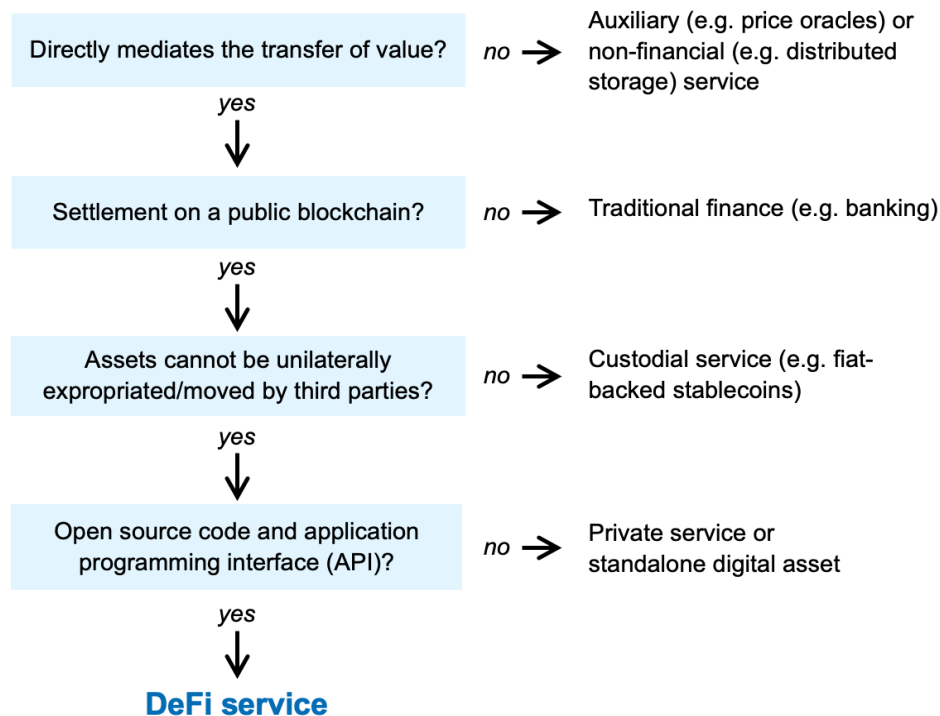 Directly mediates the transfer of value?
no
Auxiliary (e.g. price oracles) or
non-financial (e.g. distributed
storage) service
yes
Settlement on a public blockchain?
no
Traditional finance (e.g. banking)
yes
Assets cannot be unilaterally
expropriated/moved by third parties?
no
Custodial service (e.g. fiat-
backed stablecoins)
yes
Open source code and application
programming interface (API)?
no
Private service or
standalone digital asset
yes
DeFi service